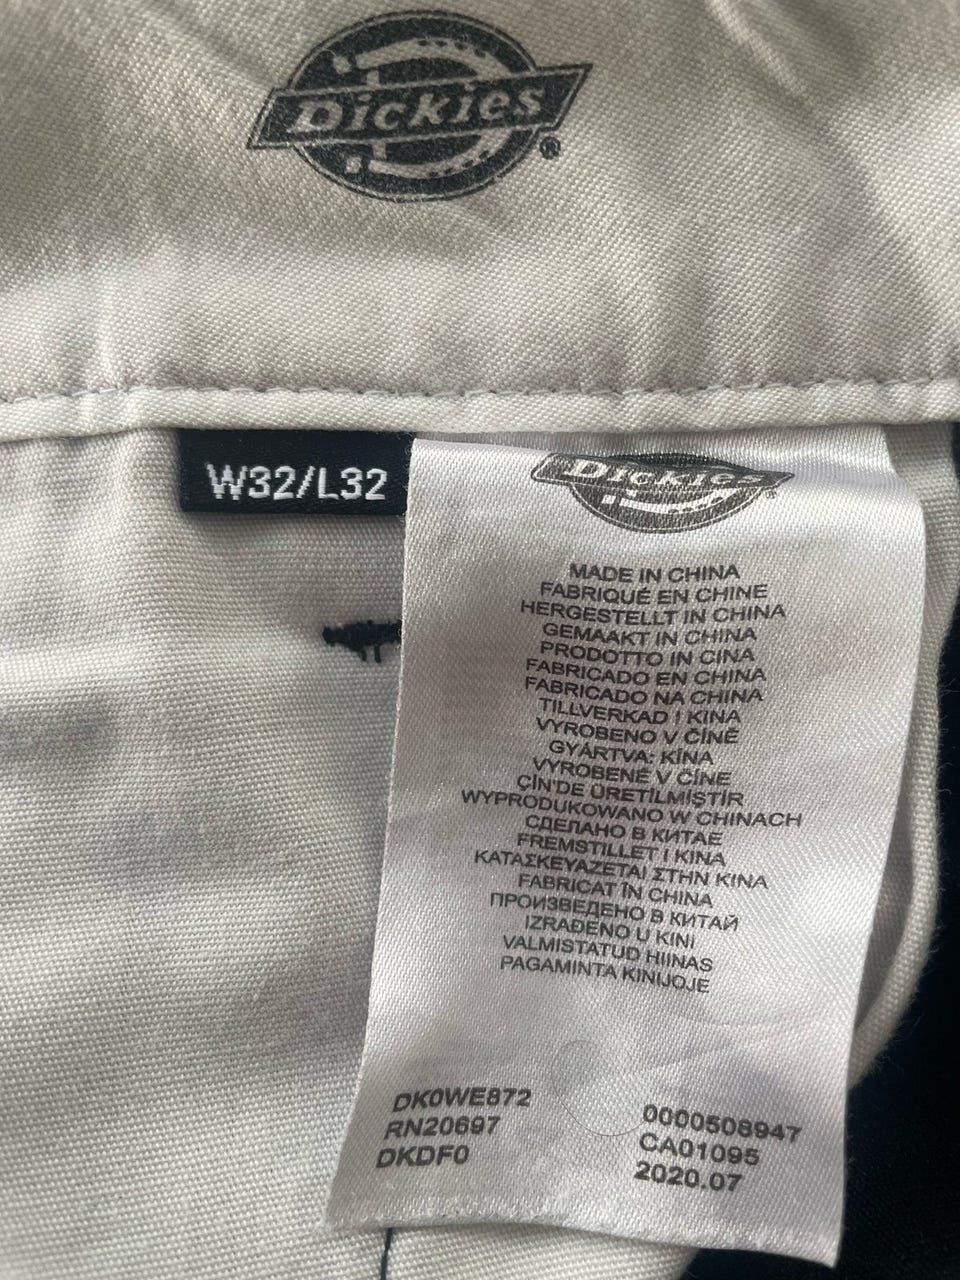 Dickies
®
W32/L32
Dickies
®
MADE IN CHINA
FABRIQUÉ EN CHINE
HERGESTELLT IN CHINA
GEMAAKT IN CHINA
PRODOTTO IN CINA
FABRICADO EN CHINA
FABRICADO NA CHINA
TILLVERKAD I KINA
VYROBENO V ČÍNĚ
GYÁRTVA: KÍNA
VYROBENÉ V ČÍNE
ÇİN'DE ÜRETİLMİŞTİR
WYPRODUKOWANO W CHINACH
СДЕЛАНО В КИТАЕ
FREMSTILLET I KINA
ΚΑΤΑΣΚΕΥΑΖΕΤΑΙ ΣΤΗΝ ΚΙΝΑ
FABRICAT ÎN CHINA
ПРОИЗВЕДЕНО В КИТАЙ
IZRAĐENO U KINI
VALMISTATUD HIINAS
PAGAMINTA KINIJOJE
DK0WE872
RN20697
DKDF0
0000508947
CA01095
2020.07